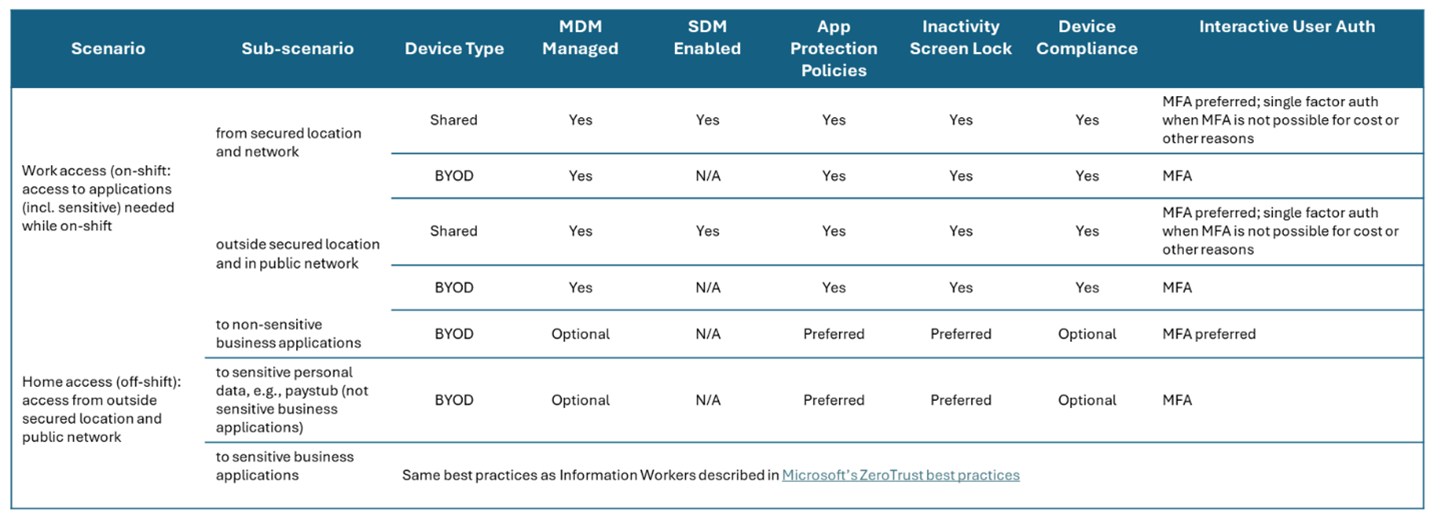 Scenario
Sub-scenario
Device Type
MDM
Managed
SDM
Enabled
App
Protection
Policies
Inactivity
Screen Lock
Device
Compliance
Interactive User Auth
Work access (on-shift:
access to applications
(incl. sensitive) needed
while on-shift
from secured location
and network
Shared
Yes
Yes
Yes
Yes
Yes
MFA preferred; single factor auth
when MFA is not possible for cost or
other reasons
BYOD
Yes
N/A
Yes
Yes
Yes
MFA
outside secured location
and in public network
Shared
Yes
Yes
Yes
Yes
Yes
MFA preferred; single factor auth
when MFA is not possible for cost or
other reasons
BYOD
Yes
N/A
Yes
Yes
Yes
MFA
Home access (off-shift):
access from outside
secured location and
public network
to non-sensitive
business applications
BYOD
Optional
N/A
Preferred
Preferred
Optional
MFA preferred
to sensitive personal
data, e.g., paystub (not
sensitive business
applications)
BYOD
Optional
N/A
Preferred
Preferred
Optional
MFA
to sensitive business
applications
Same best practices as Information Workers described in Microsoft's ZeroTrust best practices